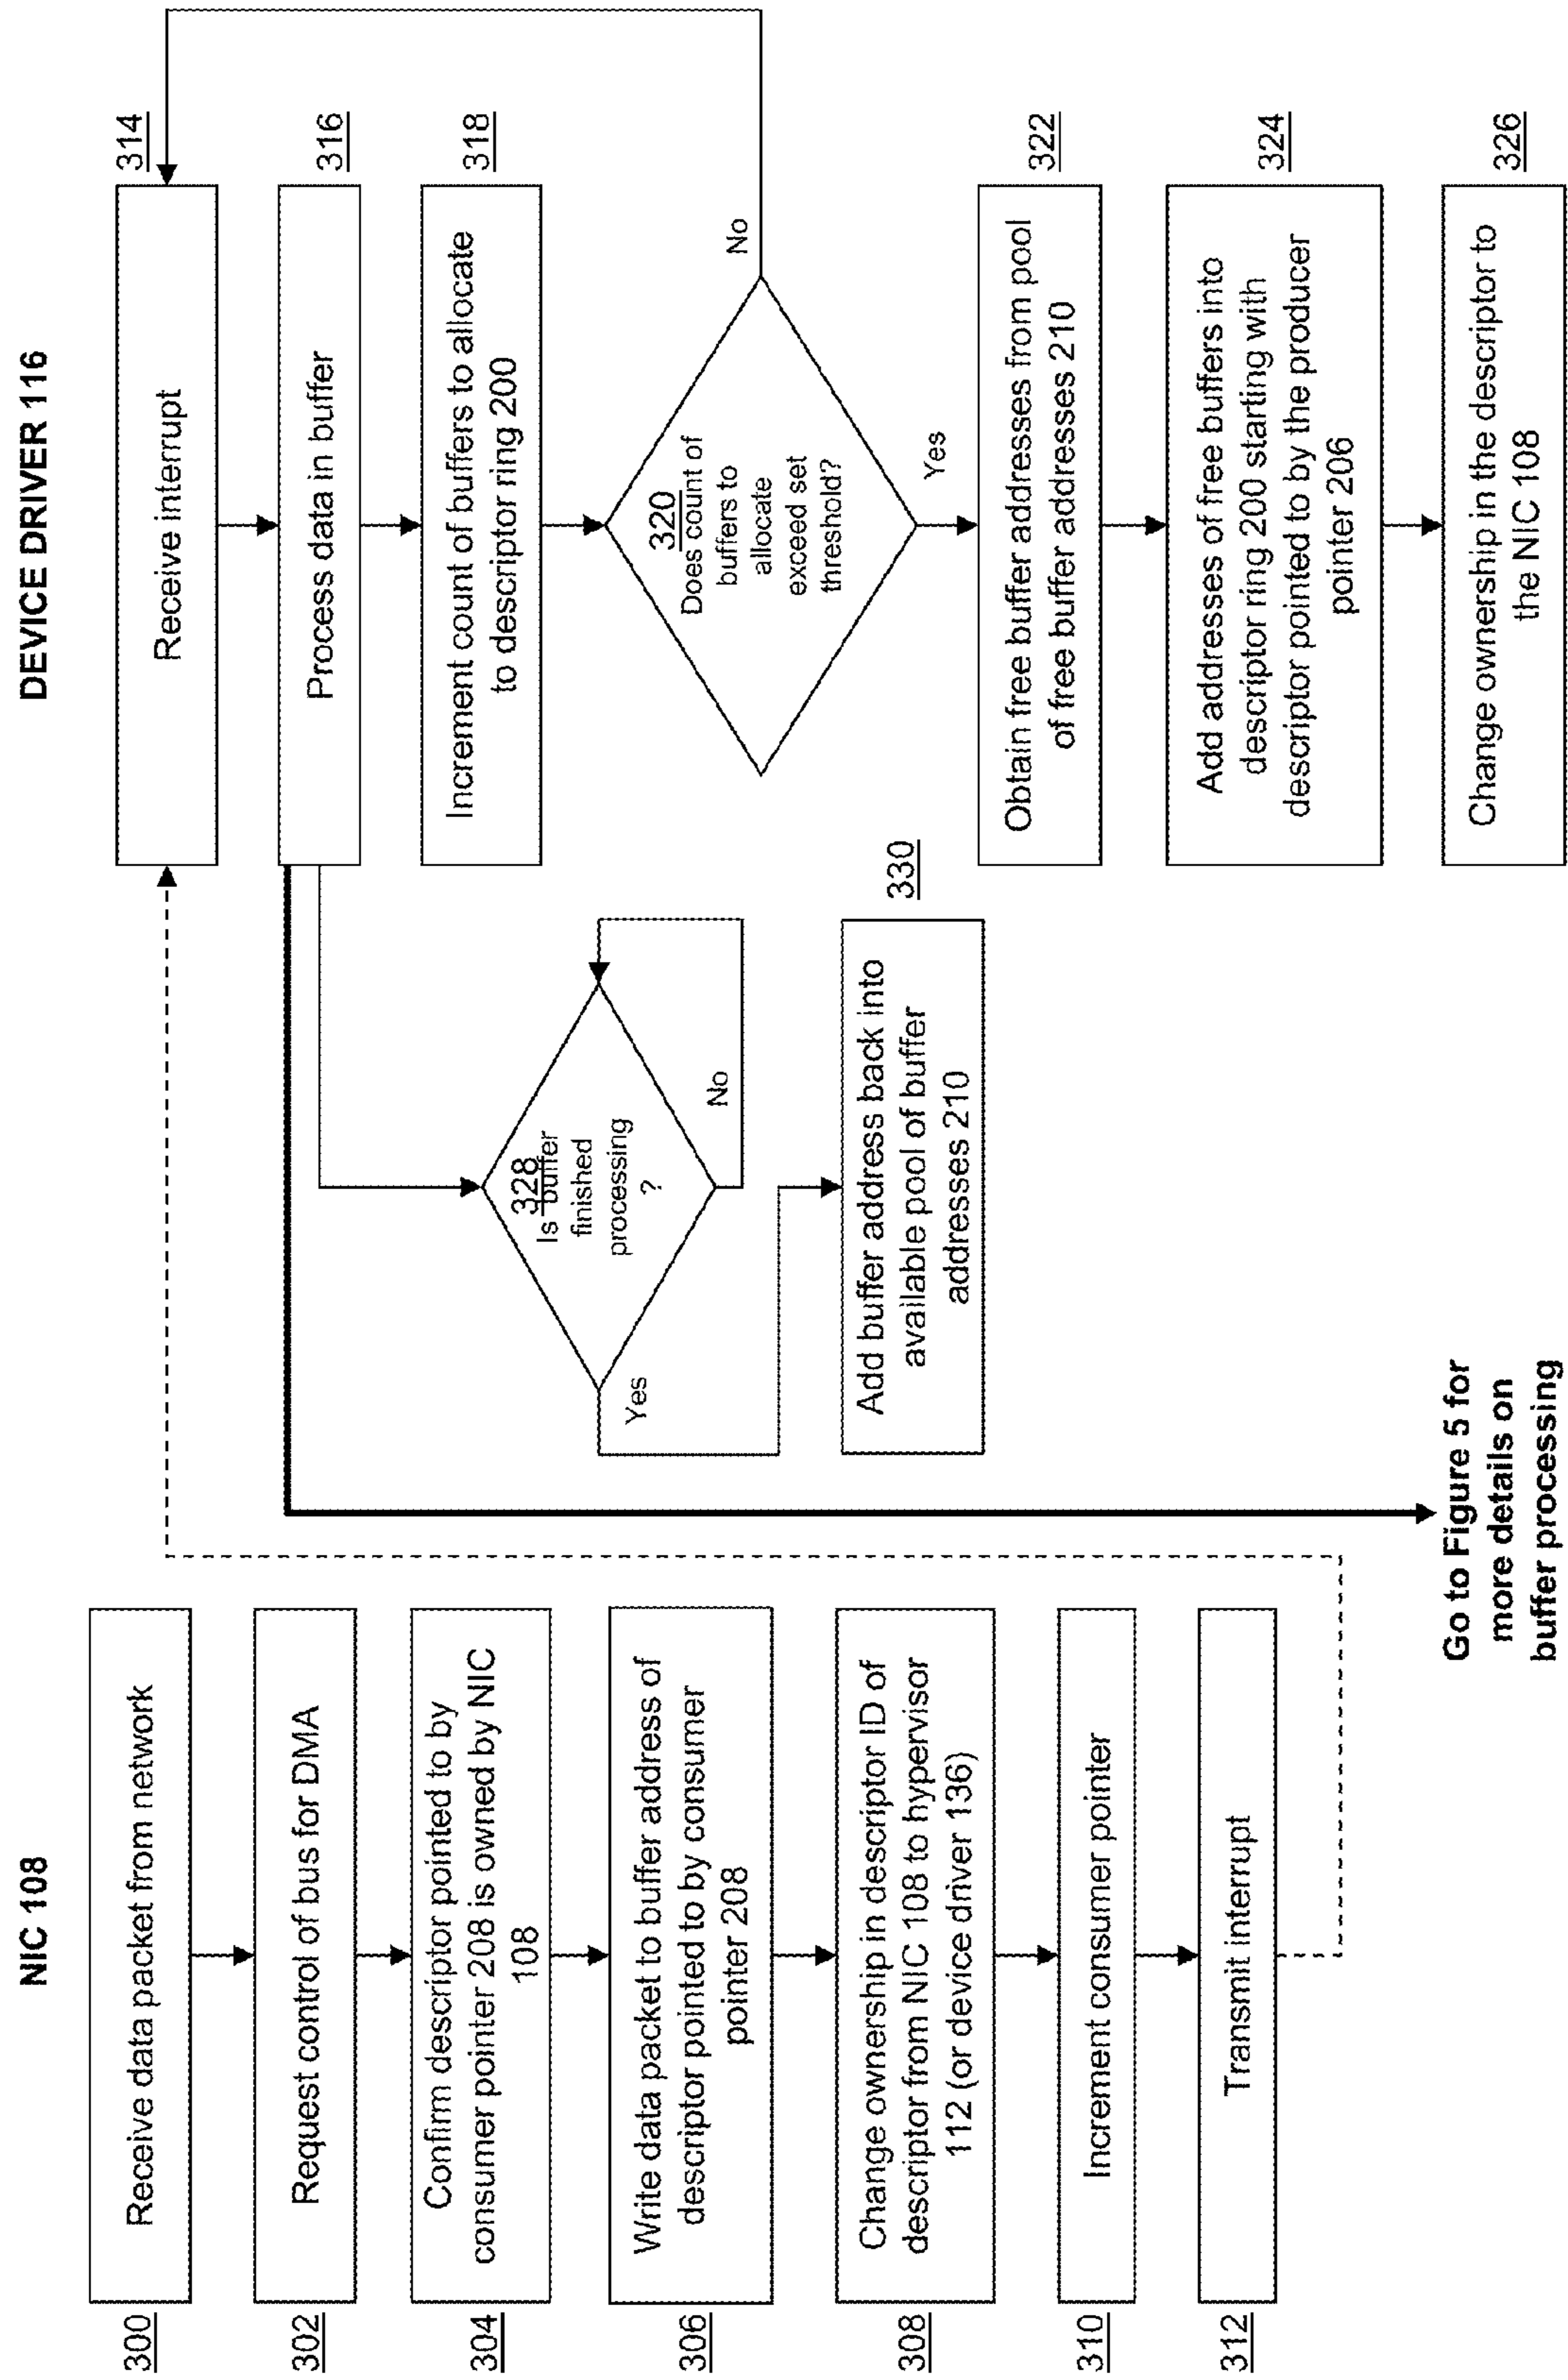 NIC 108
300
Receive data packet from network
302
Request control of bus for DMA
304
Confirm descriptor pointed to by
consumer pointer 208 is owned by NIC
108
306
Write data packet to buffer address of
descriptor pointed to by consumer
pointer 208
308
Change ownership in descriptor ID of
descriptor from NIC 108 to hypervisor
112 (or device driver 136)
310
Increment consumer pointer
312
Transmit interrupt
DEVICE DRIVER 116
314
Receive interrupt
316
Process data in buffer
318
Increment count of buffers to allocate
to descriptor ring 200
320
Does count of
buffers to
allocate
exceed set
threshold?
No
Yes
322
Obtain free buffer addresses from pool
of free buffer addresses 210
324
Add addresses of free buffers into
descriptor ring 200 starting with
descriptor pointed to by the producer
pointer 206
326
Change ownership in the descriptor to
the NIC 108
328
Is buffer
finished
processing
?
No
Yes
330
Add buffer address back into
available pool of buffer
addresses 210
Go to Figure 5 for
more details on
buffer processing